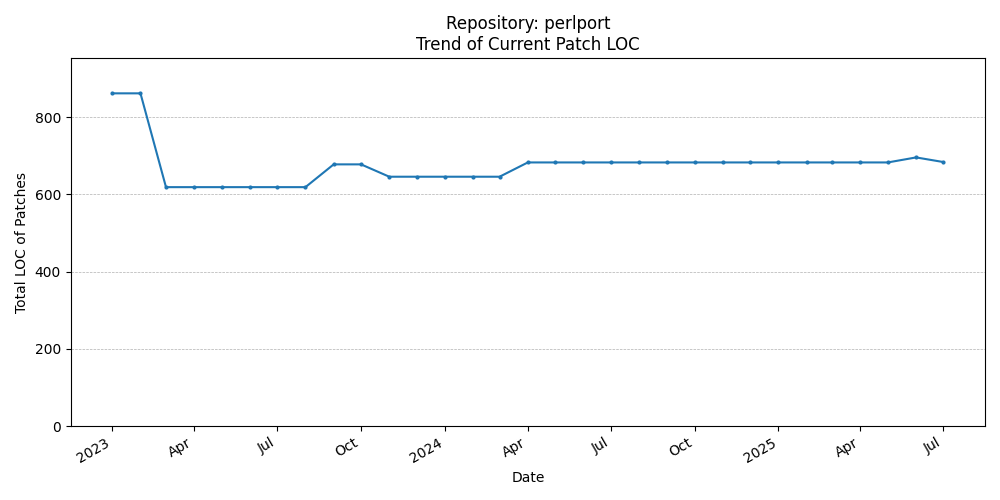 Repository: perlport
Trend of Current Patch LOC
Total LOC of Patches
800
600
400
200
0
2023
Apr
Jul
Oct
2024
Apr
Jul
Oct
2025
Apr
Jul
Date